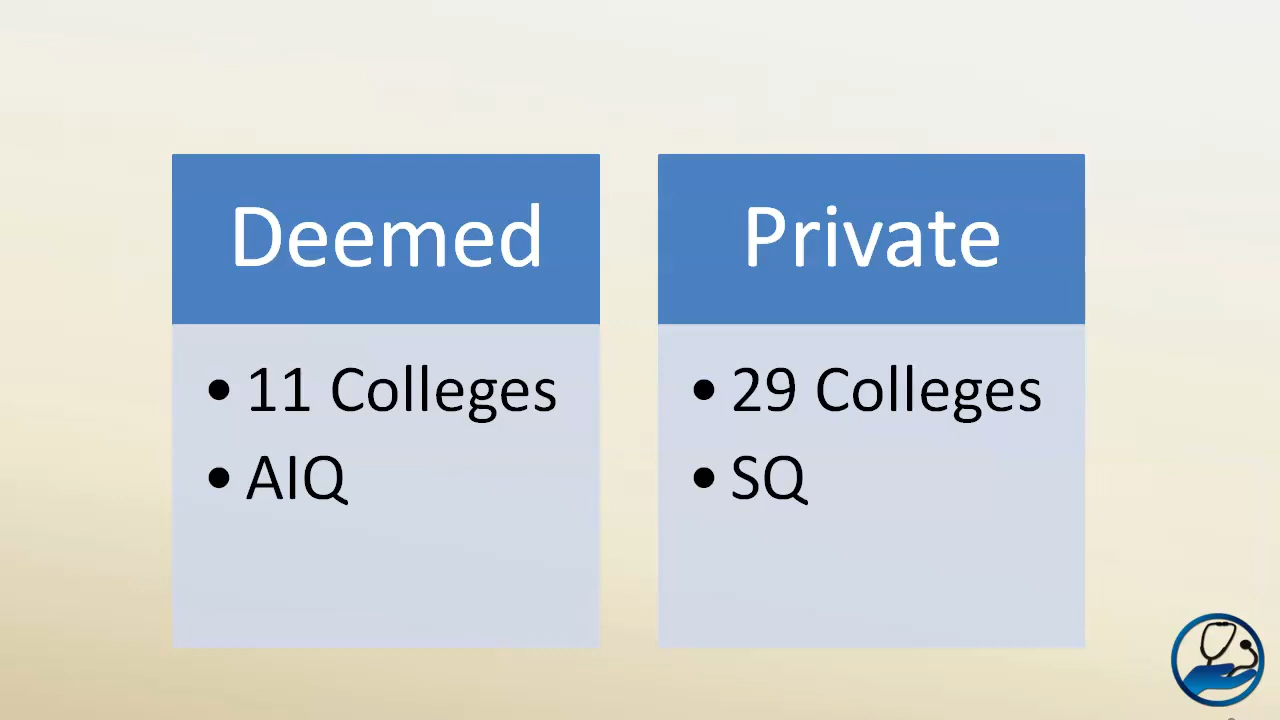 Deemed
• 11 Colleges
• AIQ
Private
• 29 Colleges
• SQ